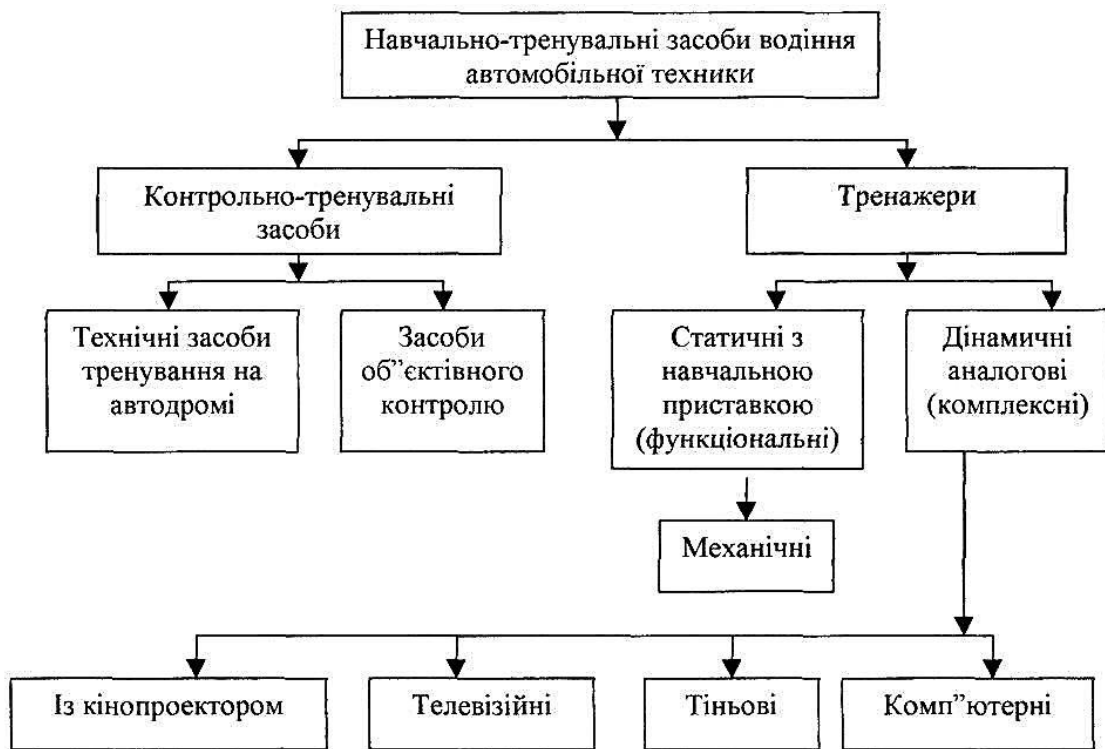 Навчально-тренувальні засоби водіння
автомобільної техники
Контрольно-тренувальні
засоби
Тренажери
Технічні засоби
тренування на
автодромі
Засоби
об"єктівного
контролю
Статичні з
навчальною
приставкою
(функціональні)
Дінамичні
аналогові
(комплексні)
Механічні
Із кінопроектором
Телевізійні
Тіньові
Комп"ютерні